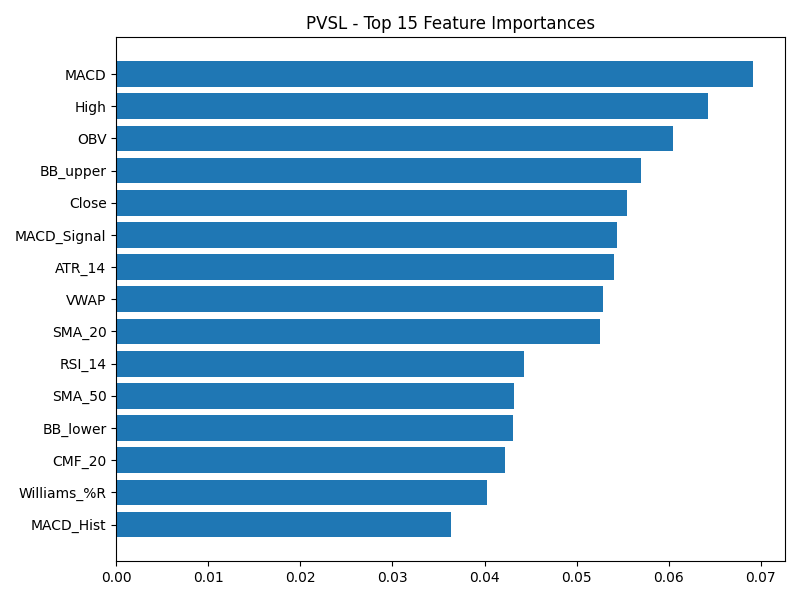 PVSL - Top 15 Feature Importances
MACD
High
OBV
BB_upper
Close
MACD_Signal
ATR_14
VWAP
SMA_20
RSI_14
SMA_50
BB_lower
CMF_20
Williams_%R
MACD_Hist
0.00 0.01 0.02 0.03 0.04 0.05 0.06 0.07